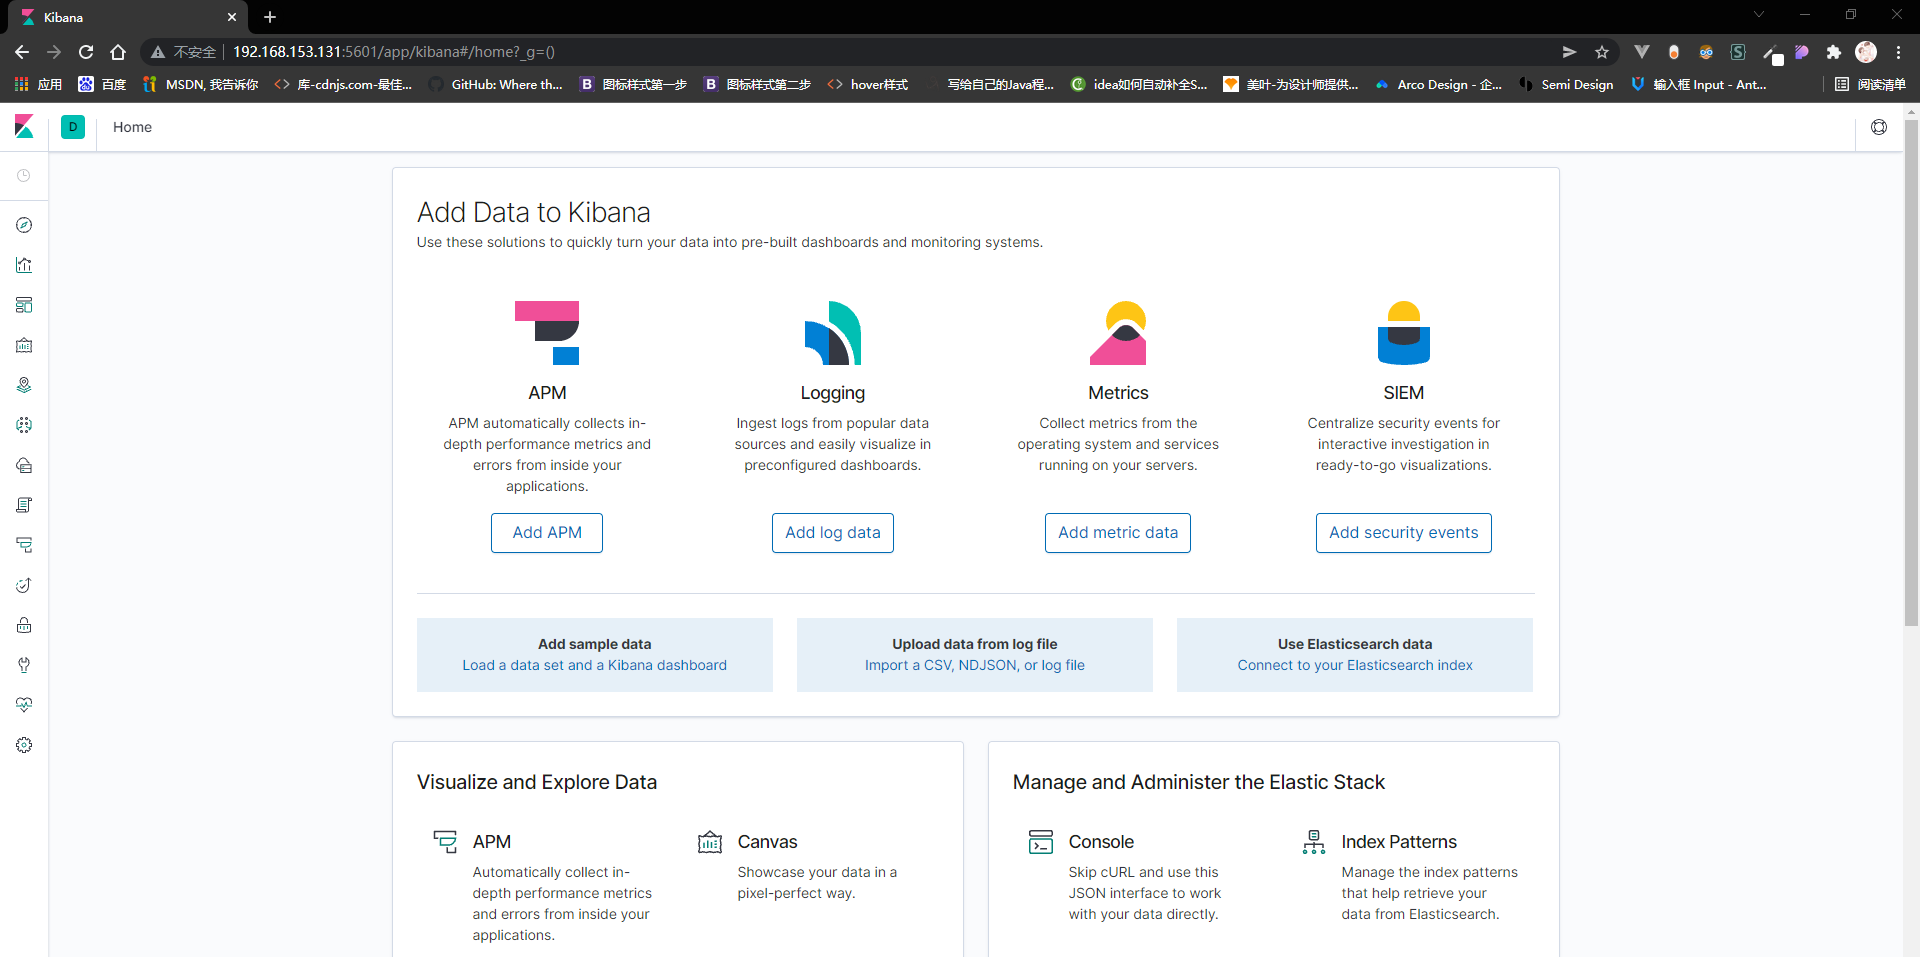 Kibana
不安全 192.168.153.131:5601/app/kibana#/home?_g=()
应用 百度 MSDN, 我告诉你 库-cdnjs.com-最佳... GitHub: Where th... 图标样式第一步 图标样式第二步 hover样式 写给自己的Java程... idea如何自动补全S... 美叶-为设计师提供... Arco Design - 企... Semi Design 输入框 Input - Ant... 阅读清单
D Home
Add Data to Kibana
Use these solutions to quickly turn your data into pre-built dashboards and monitoring systems.
APM
APM automatically collects in-
depth performance metrics and
errors from inside your
applications.
Add APM
Logging
Ingest logs from popular data
sources and easily visualize in
preconfigured dashboards.
Add log data
Metrics
Collect metrics from the
operating system and services
running on your servers.
Add metric data
SIEM
Centralize security events for
interactive investigation in
ready-to-go visualizations.
Add security events
Add sample data
Load a data set and a Kibana dashboard
Upload data from log file
Import a CSV, NDJSON, or log file
Use Elasticsearch data
Connect to your Elasticsearch index
Visualize and Explore Data
APM
Automatically collect in-
depth performance metrics
and errors from inside your
applications.
Canvas
Showcase your data in a
pixel-perfect way.
Manage and Administer the Elastic Stack
Console
Skip cURL and use this
JSON interface to work
with your data directly.
Index Patterns
Manage the index patterns
that help retrieve your
data from Elasticsearch.